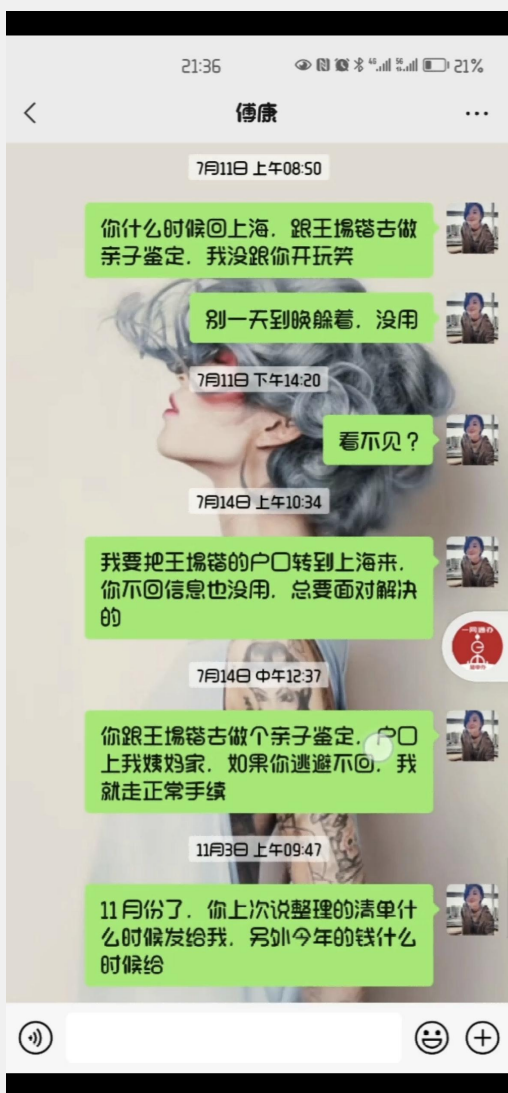 21:36
21%
傅康
7月11日 上午08:50
你什么时候回上海，跟王埸锴去做
亲子鉴定，我没跟你开玩笑
别一天到晚躲着，没用
7月11日 下午14:20
看不见？
7月14日 上午10:34
我要把王埸锴的户口转到上海来，
你不回信息也没用，总要面对解决
的
一网通办
7月14日 中午12:37
你跟王埸锴去做个亲子鉴定，户口
上我姨妈家，如果你逃避不回，我
就走正常手续
11月3日 上午09:47
11月份了，你上次说整理的清单什
么时候发给我，另外今年的钱什么
时候给